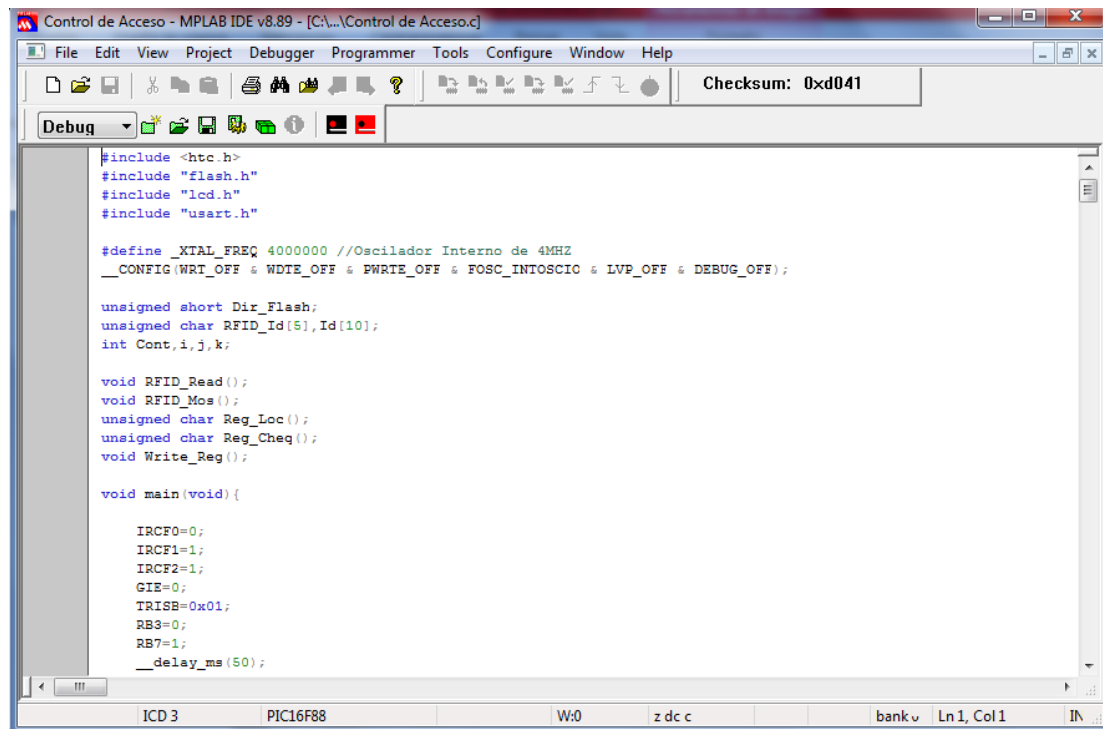 Control de Acceso - MPLAB IDE v8.89 - [C:\...\Control de Acceso.c]
File Edit View Project Debugger Programmer Tools Configure Window Help
Checksum: 0xd041
Debug
#include <htc.h>
#include "flash.h"
#include "lcd.h"
#include "usart.h"
#define _XTAL_FREQ 4000000 //Oscilador Interno de 4MHZ
__CONFIG(WRT_OFF & WDTE_OFF & PWRTE_OFF & FOSC_INTOSCIO & LVP_OFF & DEBUG_OFF);
unsigned short Dir_Flash;
unsigned char RFID_Id[5],Id[10];
int Cont,i,j,k;
void RFID_Read();
void RFID_Mos();
unsigned char Reg_Loc();
unsigned char Reg_Cheq();
void Write_Reg();
void main(void){
IRCF0=0;
IRCF1=1;
IRCF2=1;
GIE=0;
TRISB=0x01;
RB3=0;
RB7=1;
__delay_ms(50);
ICD 3 PIC16F88 W:0 z dc c bank Ln 1, Col 1